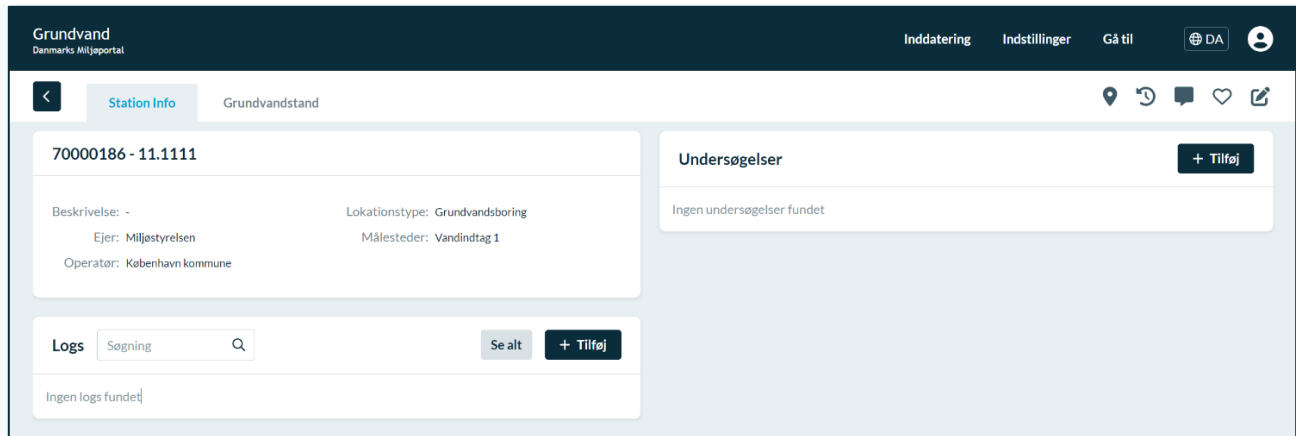 Grundvand
Danmarks Miljøportal
Inddatering Indstillinger Gå til DA
Station Info Grundvandstand
70000186 - 11.1111
Beskrivelse: - Lokationstype: Grundvandsboring
Ejer: Miljøstyrelsen Målesteder: Vandindtag 1
Operatør: København kommune
Logs Søgning Se alt + Tilføj
Ingen logs fundet
Undersøgelser + Tilføj
Ingen undersøgelser fundet